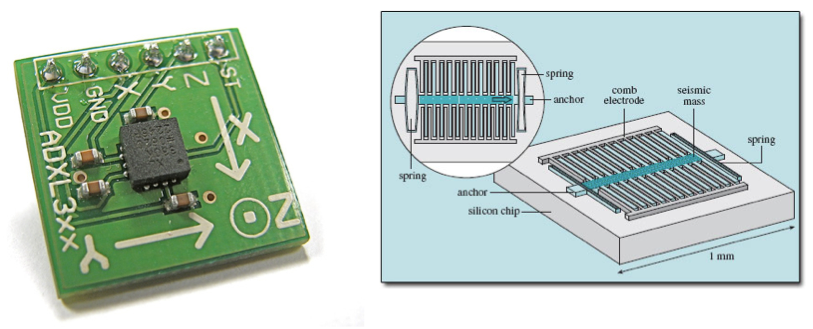 VDD
GND
X
Y
Z
ST
ADXL3xx
X
Y
Z
spring
anchor
spring
comb
electrode
seismic
mass
spring
anchor
silicon chip
1 mm